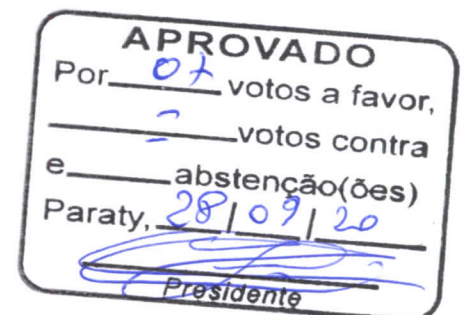 APROVADO
Por 07 votos a favor,
- votos contra
e abstenção(ões)
Paraty, 28/09/20
Presidente